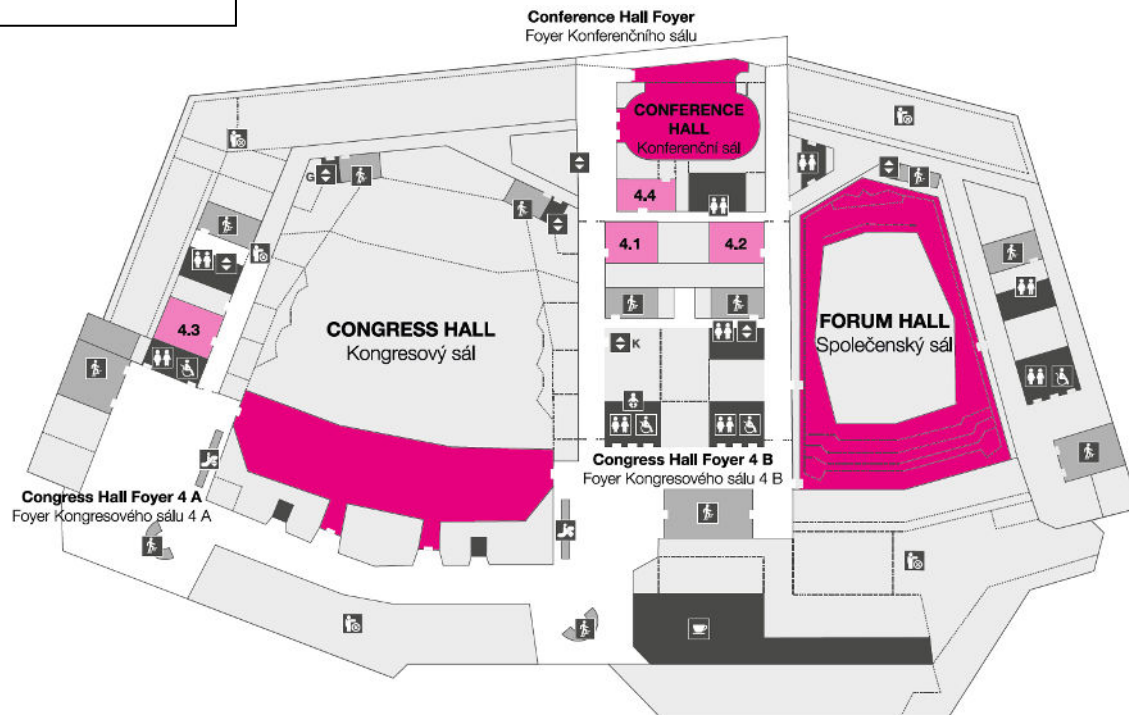 Conference Hall Foyer
Foyer Konferenčního sálu
CONFERENCE
HALL
Konferenční sál
G
4.4
4.1
4.2
4.3
CONGRESS HALL
Kongresový sál
K
FORUM HALL
Společenský sál
Congress Hall Foyer 4 B
Foyer Kongresového sálu 4 B
Congress Hall Foyer 4 A
Foyer Kongresového sálu 4 A